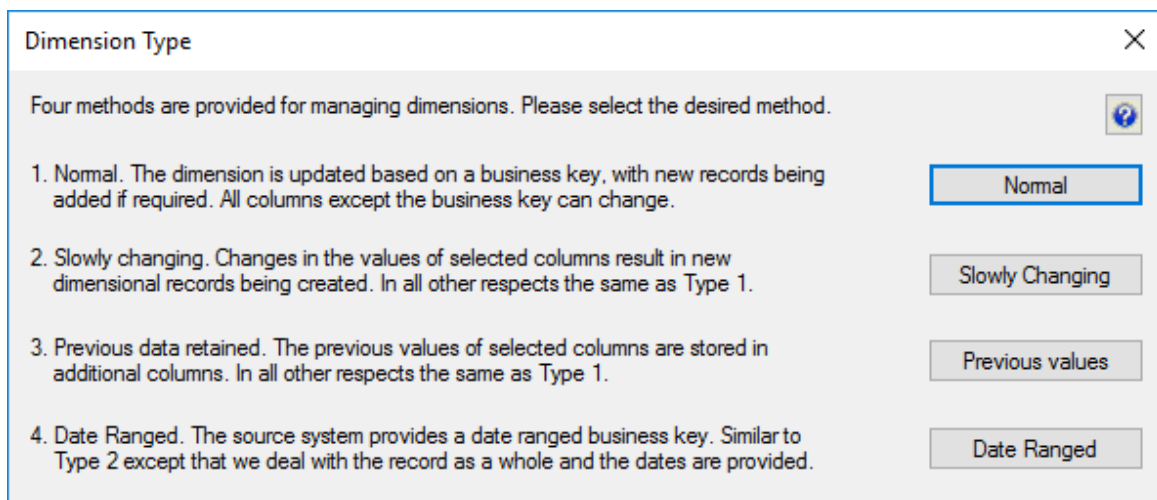 Dimension Type
Four methods are provided for managing dimensions. Please select the desired method.
1. Normal. The dimension is updated based on a business key, with new records being
added if required. All columns except the business key can change.
Normal
2. Slowly changing. Changes in the values of selected columns result in new
dimensional records being created. In all other respects the same as Type 1.
Slowly Changing
3. Previous data retained. The previous values of selected columns are stored in
additional columns. In all other respects the same as Type 1.
Previous values
4. Date Ranged. The source system provides a date ranged business key. Similar to
Type 2 except that we deal with the record as a whole and the dates are provided.
Date Ranged